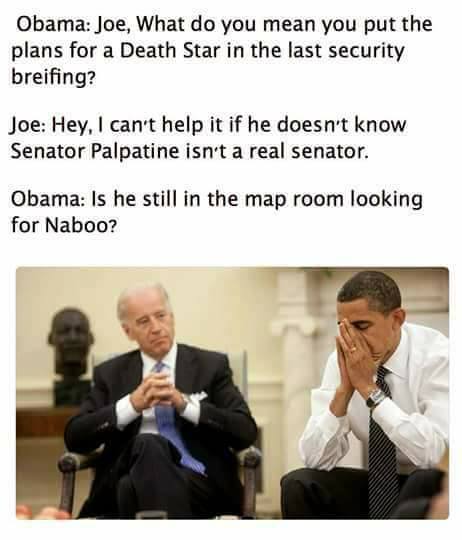 Obama: Joe, What do you mean you put the
plans for a Death Star in the last security
breifing?
Joe: Hey, I can't help it if he doesn't know
Senator Palpatine isn't a real senator.
Obama: Is he still in the map room looking
for Naboo?